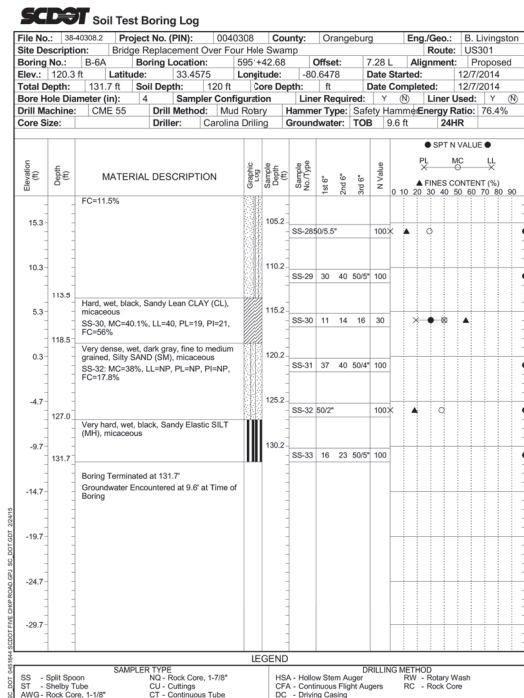 SCDOT Soil Test Boring Log
File No.: 38-40308.2 Project No. (PIN): 0040308 County: Orangeburg Eng./Geo.: B. Livingston
Site Description: Bridge Replacement Over Four Hole Swamp Route: US301
Boring No.: B-6A Boring Location: 595+42.68 Offset: 7.28 L Alignment: Proposed
Elev.: 120.3 ft Latitude: 33.4575 Longitude: -80.6478 Date Started: 12/7/2014
Total Depth: 131.7 ft Soil Depth: 120 ft Core Depth: ft Date Completed: 12/7/2014
Bore Hole Diameter (in): 4 Sampler Configuration Liner Required: Y N Liner Used: Y N
Drill Machine: CME 55 Drill Method: Mud Rotary Hammer Type: Safety Hammer Energy Ratio: 76.4%
Core Size: Driller: Carolina Driling Groundwater: TOB 9.6 ft 24HR
Elevation (ft)
Depth (ft)
MATERIAL DESCRIPTION
Graphic Log
Sample Depth (ft)
Sample No./Type
1st 6"
2nd 6"
3rd 6"
N Value
● SPT N VALUE ●
PL MC LL
▲ FINES CONTENT (%)
0 10 20 30 40 50 60 70 80 90
FC=11.5%
15.3 105.2
SS-28 50/5.5" 100
10.3 110.2
SS-29 30 40 50/5" 100
113.5
Hard, wet, black, Sandy Lean CLAY (CL),
micaceous
5.3 115.2
SS-30, MC=40.1%, LL=40, PL=19, PI=21,
FC=56%
SS-30 11 14 16 30
118.5
Very dense, wet, dark gray, fine to medium
grained, Silty SAND (SM), micaceous
0.3 120.2
SS-32: MC=38%, LL=NP, PL=NP, PI=NP,
FC=17.8%
SS-31 37 40 50/4" 100
-4.7 125.2
SS-32 50/2" 100
127.0
Very hard, wet, black, Sandy Elastic SILT
(MH), micaceous
-9.7 130.2
SS-33 16 23 50/5" 100
131.7
Boring Terminated at 131.7'
Groundwater Encountered at 9.6' at Time of
Boring
-14.7
-19.7
-24.7
-29.7
LEGEND
SAMPLER TYPE DRILLING METHOD
SS - Split Spoon NQ - Rock Core, 1-7/8" HSA - Hollow Stem Auger RW - Rotary Wash
ST - Shelby Tube CU - Cuttings CFA - Continuous Flight Augers RC - Rock Core
AWG - Rock Core, 1-1/8" CT - Continuous Tube DC - Driving Casing